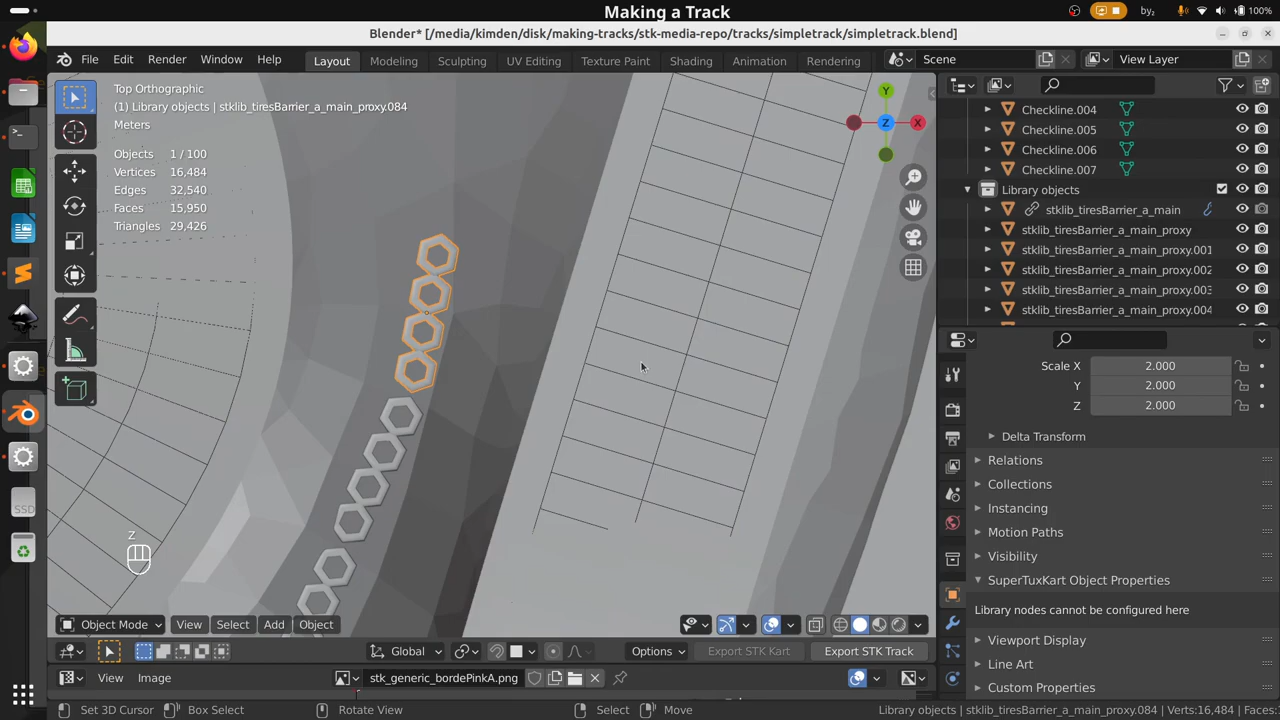 Making a Track
by₂
100%
Blender* [/media/kimden/disk/making-tracks/stk-media-repo/tracks/simpletrack/simpletrack.blend]
File Edit Render Window Help
Layout Modeling Sculpting UV Editing Texture Paint Shading Animation Rendering
Scene
View Layer
Top Orthographic
(1) Library objects | stklib_tiresBarrier_a_main_proxy.084
Meters
Objects 1 / 100
Vertices 16,484
Edges 32,540
Faces 15,950
Triangles 29,426
Y
Z X
Checkline.004
Checkline.005
Checkline.006
Checkline.007
Library objects
stklib_tiresBarrier_a_main
stklib_tiresBarrier_a_main_proxy
stklib_tiresBarrier_a_main_proxy.001
stklib_tiresBarrier_a_main_proxy.002
stklib_tiresBarrier_a_main_proxy.003
stklib_tiresBarrier_a_main_proxy.004
Scale X 2.000
Y 2.000
Z 2.000
Delta Transform
Relations
Collections
Instancing
Motion Paths
Visibility
SuperTuxKart Object Properties
Library nodes cannot be configured here
Viewport Display
Line Art
Custom Properties
SSD
Z
Object Mode View Select Add Object
Global
Options
Export STK Kart
Export STK Track
View Image
stk_generic_bordePinkA.png
Set 3D Cursor
Box Select
Rotate View
Select
Move
Library objects | stklib_tiresBarrier_a_main_proxy.084 | Verts:16,484 | Faces: